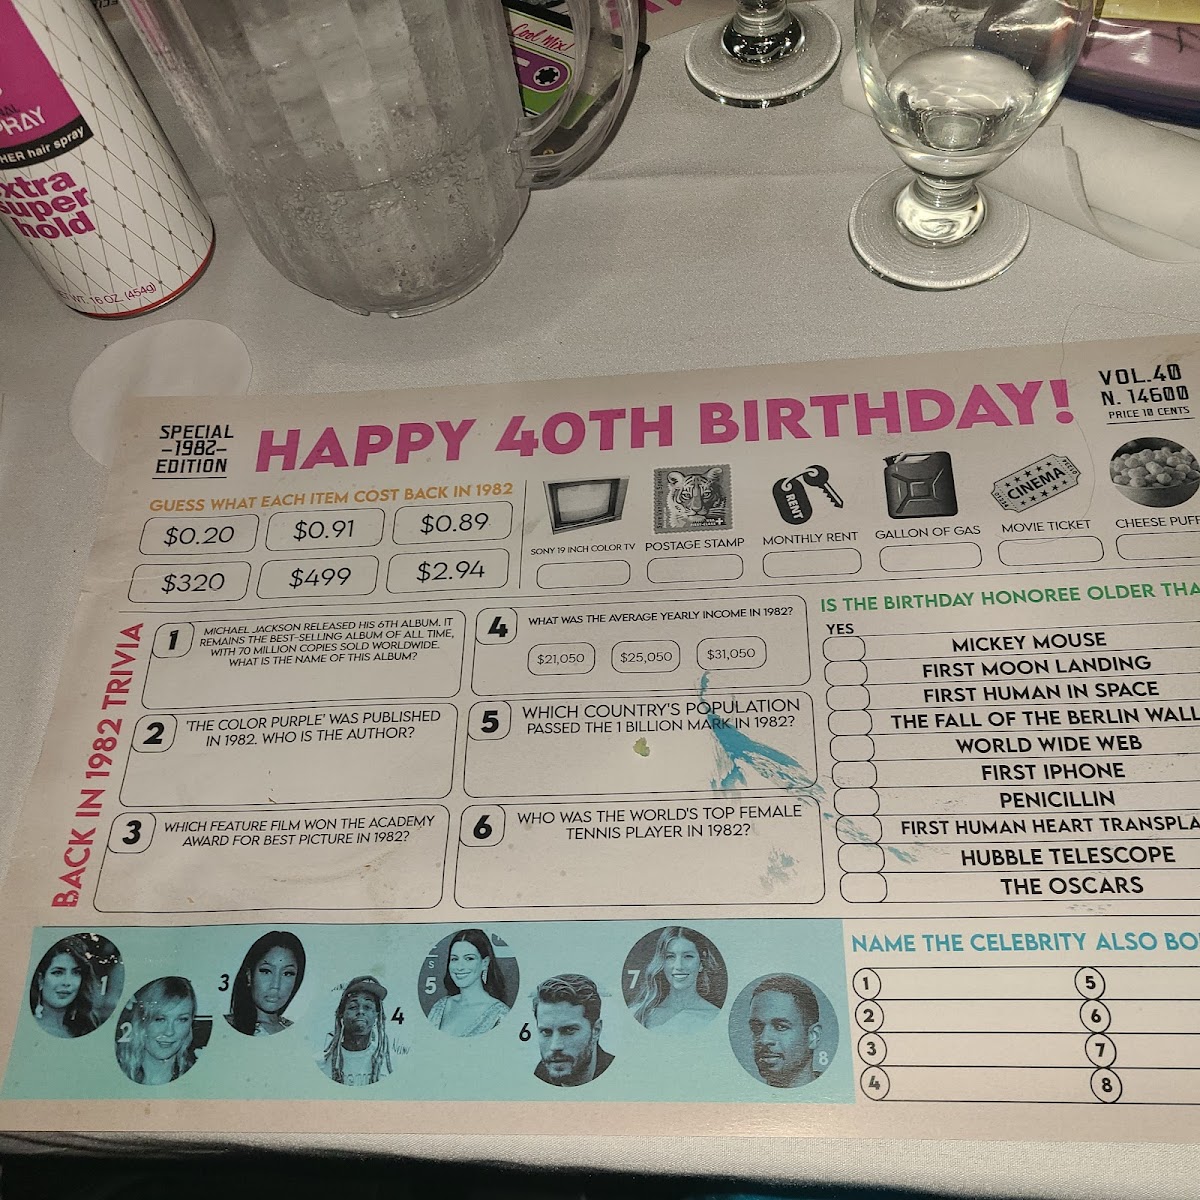 Cool Mix!
RAY
HER hair spray
xtra
super
hold
WT. 16 OZ. (454g)
SPECIAL
-1982-
EDITION
HAPPY 40TH BIRTHDAY!
VOL.40
N. 14600
PRICE 10 CENTS
GUESS WHAT EACH ITEM COST BACK IN 1982
$0.20
$0.91
$0.89
$320
$499
$2.94
SONY 19 INCH COLOR TV
POSTAGE STAMP
RENT
MONTHLY RENT
GALLON OF GAS
CINEMA
MOVIE TICKET
CHEESE PUFF
BACK IN 1982 TRIVIA
1
MICHAEL JACKSON RELEASED HIS 6TH ALBUM. IT
REMAINS THE BEST-SELLING ALBUM OF ALL TIME,
WITH 70 MILLION COPIES SOLD WORLDWIDE.
WHAT IS THE NAME OF THIS ALBUM?
2
'THE COLOR PURPLE' WAS PUBLISHED
IN 1982. WHO IS THE AUTHOR?
3
WHICH FEATURE FILM WON THE ACADEMY
AWARD FOR BEST PICTURE IN 1982?
4
WHAT WAS THE AVERAGE YEARLY INCOME IN 1982?
$21,050
$25,050
$31,050
5
WHICH COUNTRY'S POPULATION
PASSED THE 1 BILLION MARK IN 1982?
6
WHO WAS THE WORLD'S TOP FEMALE
TENNIS PLAYER IN 1982?
IS THE BIRTHDAY HONOREE OLDER THA
YES
MICKEY MOUSE
FIRST MOON LANDING
FIRST HUMAN IN SPACE
THE FALL OF THE BERLIN WALL
WORLD WIDE WEB
FIRST IPHONE
PENICILLIN
FIRST HUMAN HEART TRANSPLA
HUBBLE TELESCOPE
THE OSCARS
1
2
3
4
5
6
7
8
NAME THE CELEBRITY ALSO BO
1
2
3
4
5
6
7
8